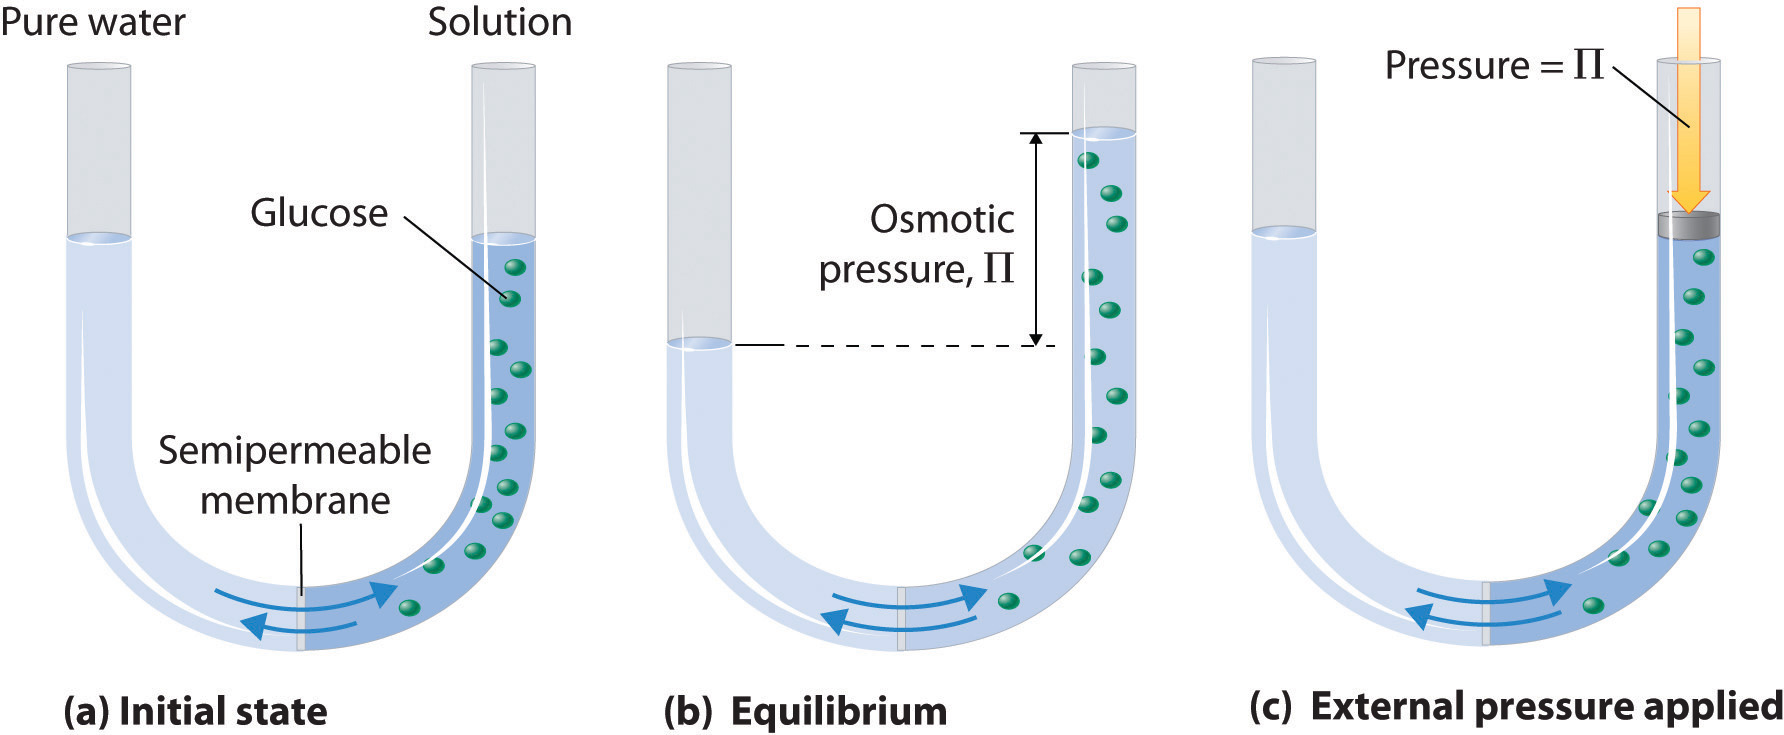 Pure water
Solution
Glucose
Semipermeable
membrane
(a) Initial state
Osmotic
pressure, Π
(b) Equilibrium
Pressure = Π
(c) External pressure applied